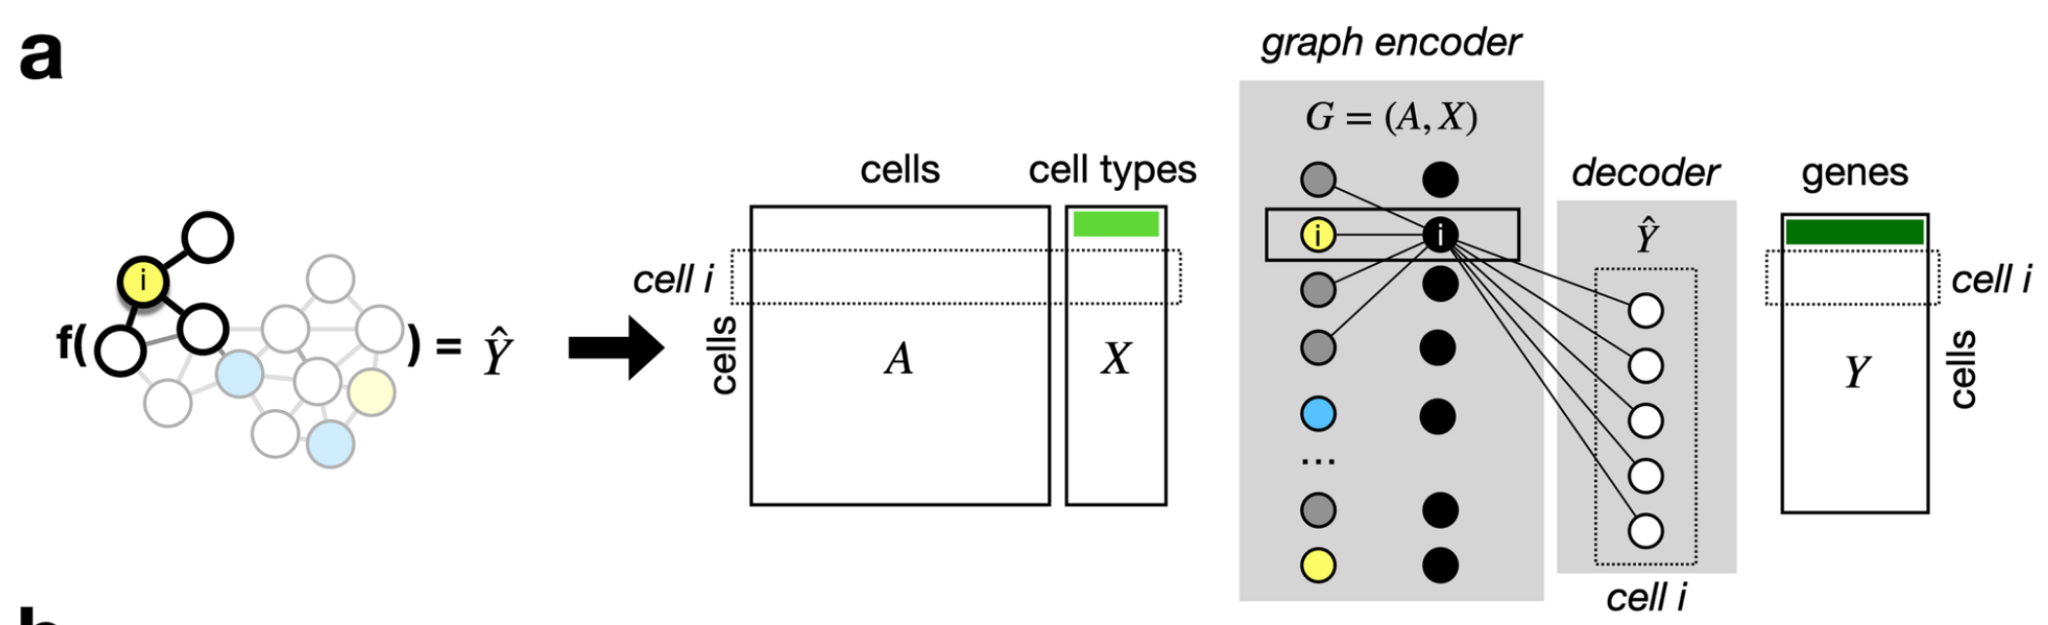 a
graph encoder
G = (A, X)
cells
cell types
decoder
genes
i
f(
) = Ŷ
cell i
cells
A
X
i
i
...
Ŷ
cell i
Y
cell i
cells